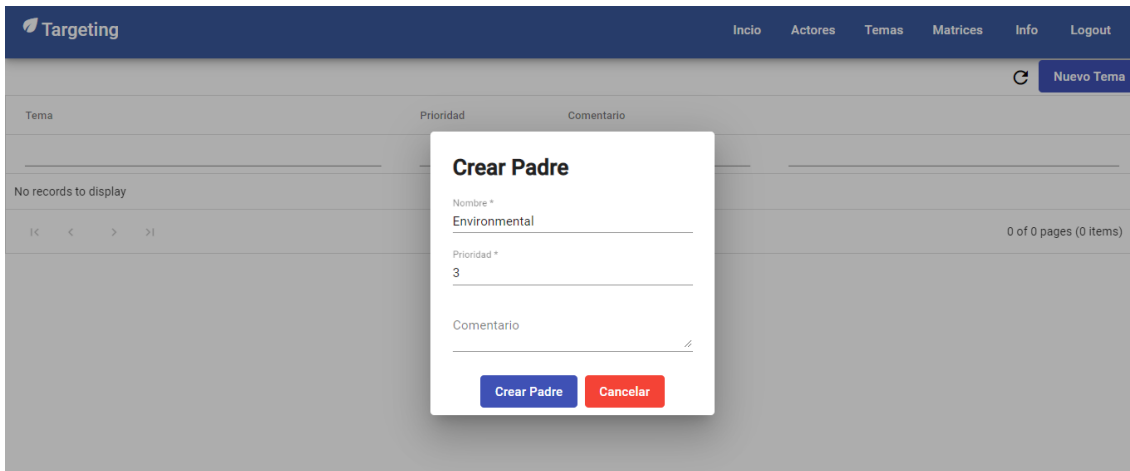 Targeting
Incio Actores Temas Matrices Info Logout
Nuevo Tema
Tema Prioridad Comentario
No records to display
0 of 0 pages (0 items)
Crear Padre
Nombre *
Environmental
Prioridad *
3
Comentario
Crear Padre Cancelar